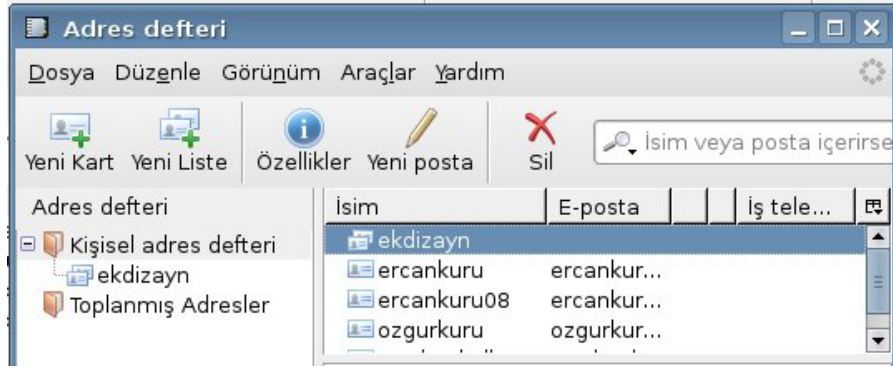 Adres defteri
Dosya Düzenle Görünüm Araçlar Yardım
Yeni Kart Yeni Liste Özellikler Yeni posta Sil İsim veya posta içerirse
Adres defteri
Kişisel adres defteri
ekdizayn
Toplanmış Adresler
İsim E-posta İş tele...
ekdizayn
ercankuru ercankur...
ercankuru08 ercankur...
ozgurkuru ozgurkur...